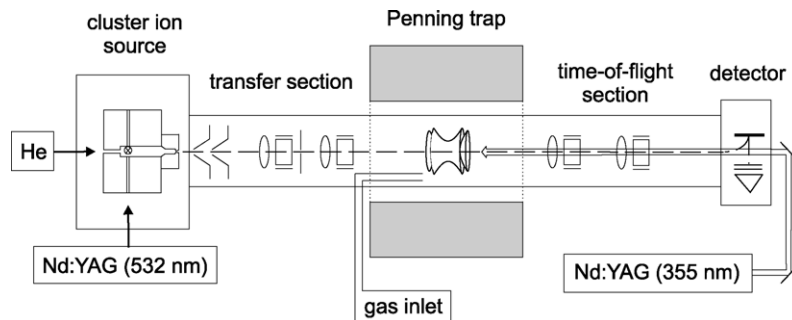 cluster ion
source
transfer section
Penning trap
time-of-flight
section
detector
He
Nd:YAG (532 nm)
gas inlet
Nd:YAG (355 nm)